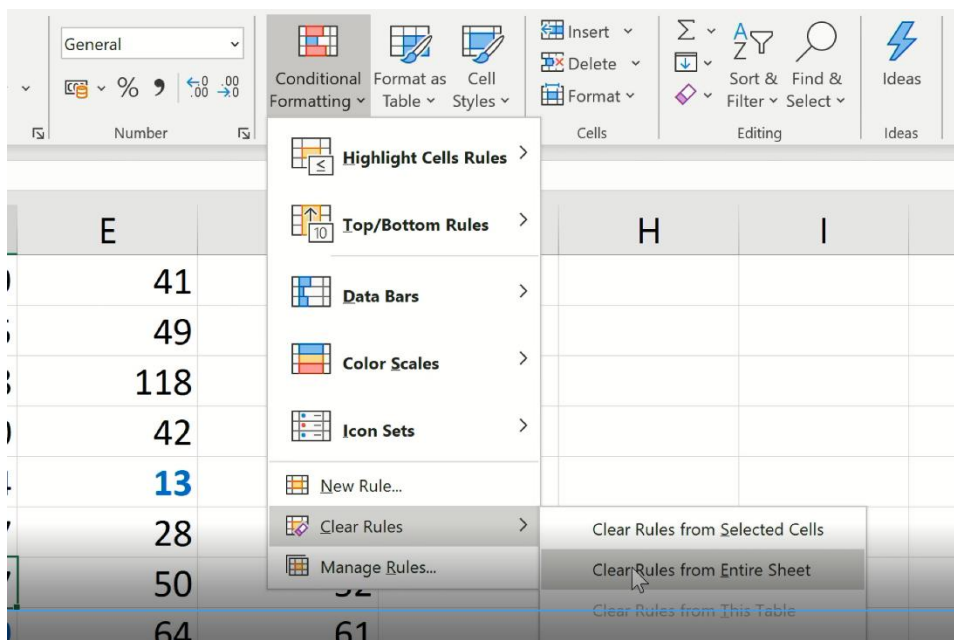 General
Conditional
Formatting
Format as
Table
Cell
Styles
Insert
Delete
Format
Sort &
Filter
Find &
Select
Ideas
Number
Cells
Editing
Ideas
Highlight Cells Rules
Top/Bottom Rules
Data Bars
Color Scales
Icon Sets
New Rule...
Clear Rules
Manage Rules...
Clear Rules from Selected Cells
Clear Rules from Entire Sheet
Clear Rules from This Table
E H I
41
49
118
42
13
28
50
64 61